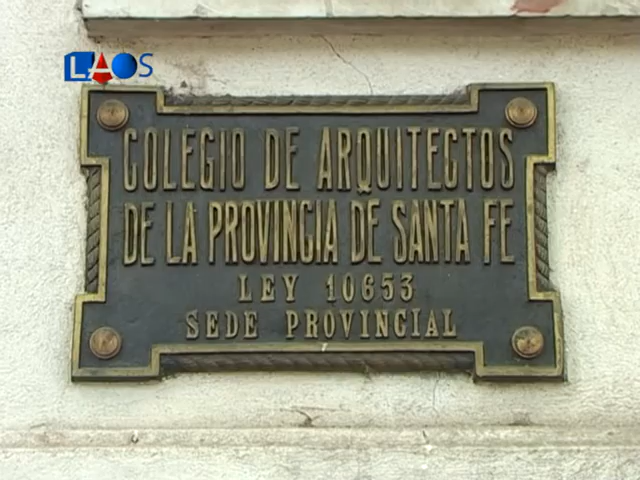 LAOS
COLEGIO DE ARQUITECTOS
DE LA PROVINCIA DE SANTA FE
LEY 10653
SEDE PROVINCIAL